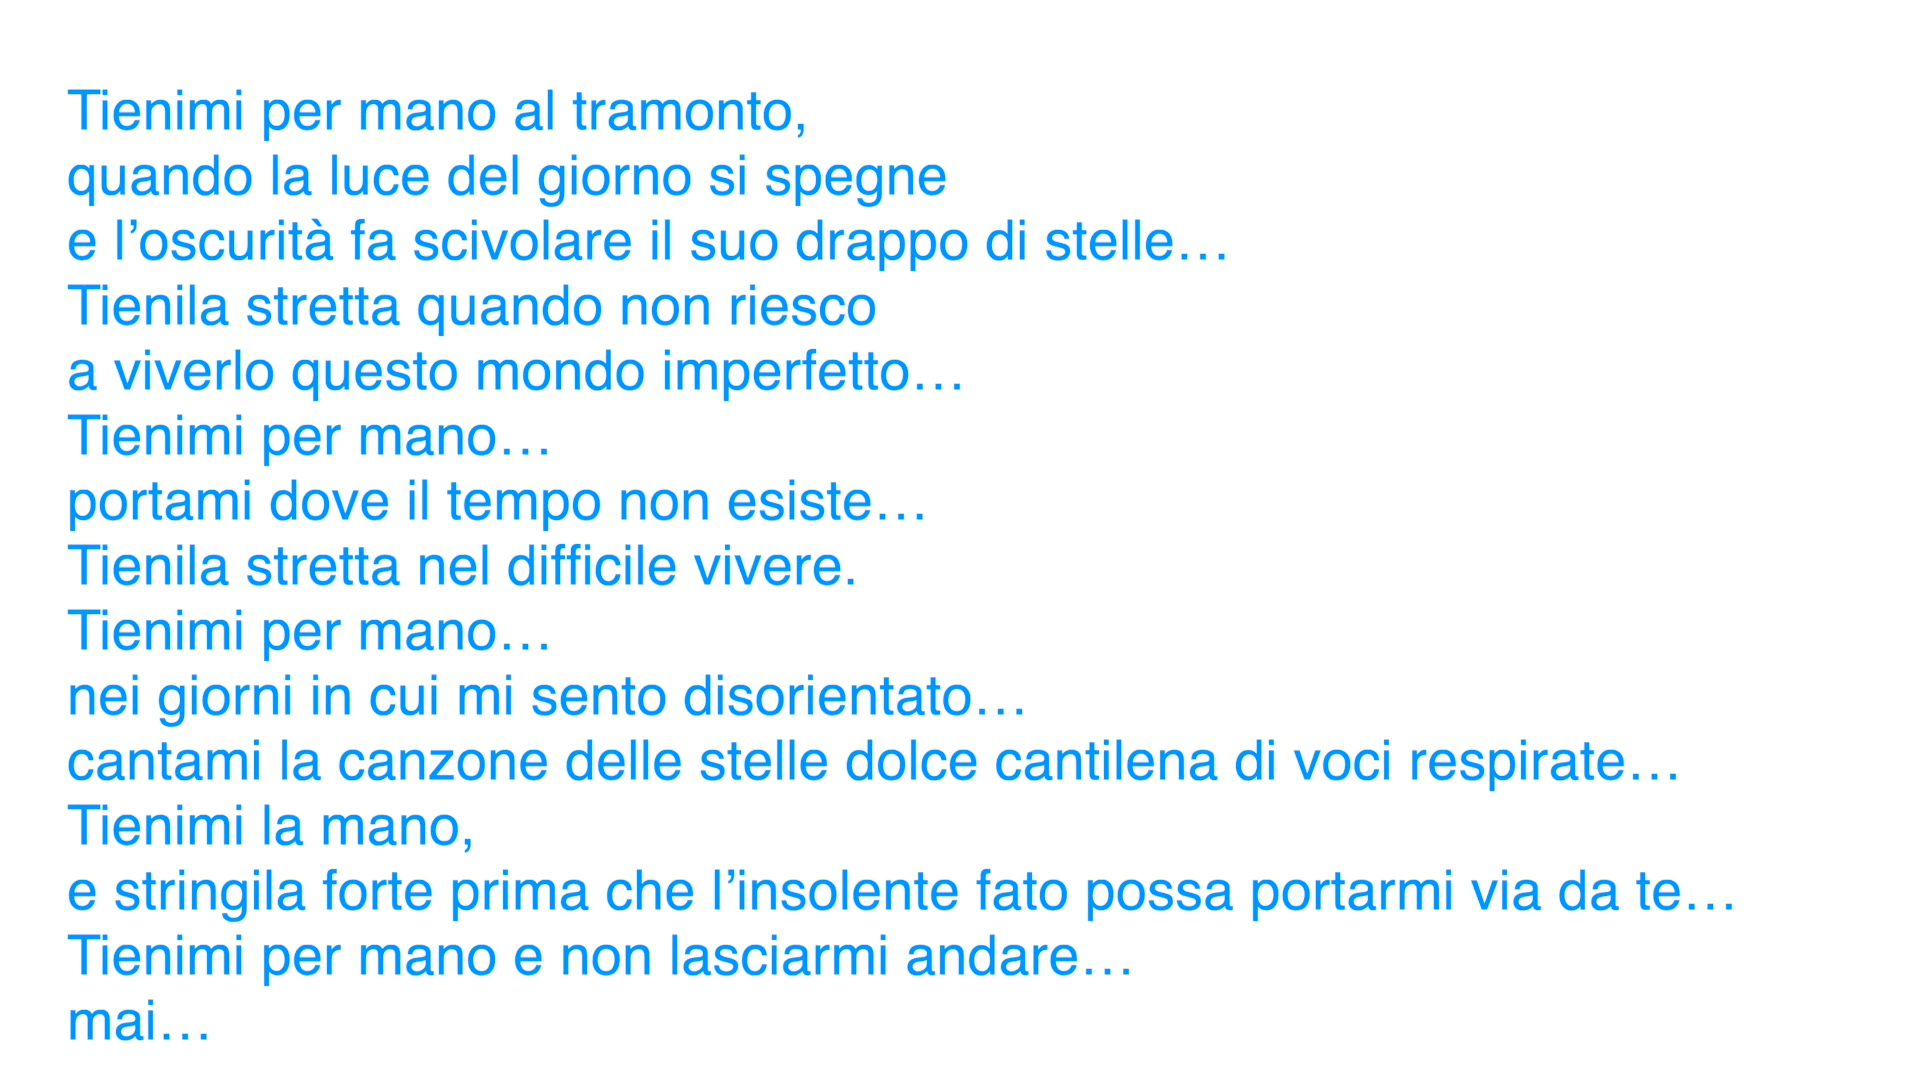 Tienimi per mano al tramonto,
quando la luce del giorno si spegne
e l’oscurità fa scivolare il suo drappo di stelle…
Tienila stretta quando non riesco
a viverlo questo mondo imperfetto…
Tienimi per mano…
portami dove il tempo non esiste…
Tienila stretta nel difficile vivere.
Tienimi per mano…
nei giorni in cui mi sento disorientato…
cantami la canzone delle stelle dolce cantilena di voci respirate…
Tienimi la mano,
e stringila forte prima che l’insolente fato possa portarmi via da te…
Tienimi per mano e non lasciarmi andare…
mai…